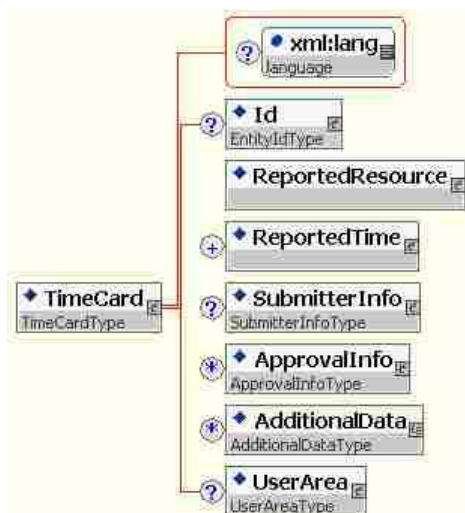 ? xml:lang
language
? Id
EntityIdType
ReportedResource
+ ReportedTime
TimeCard
TimeCardType
? SubmitterInfo
SubmitterInfoType
* ApprovalInfo
ApprovalInfoType
* AdditionalData
AdditionalDataType
? UserArea
UserAreaType